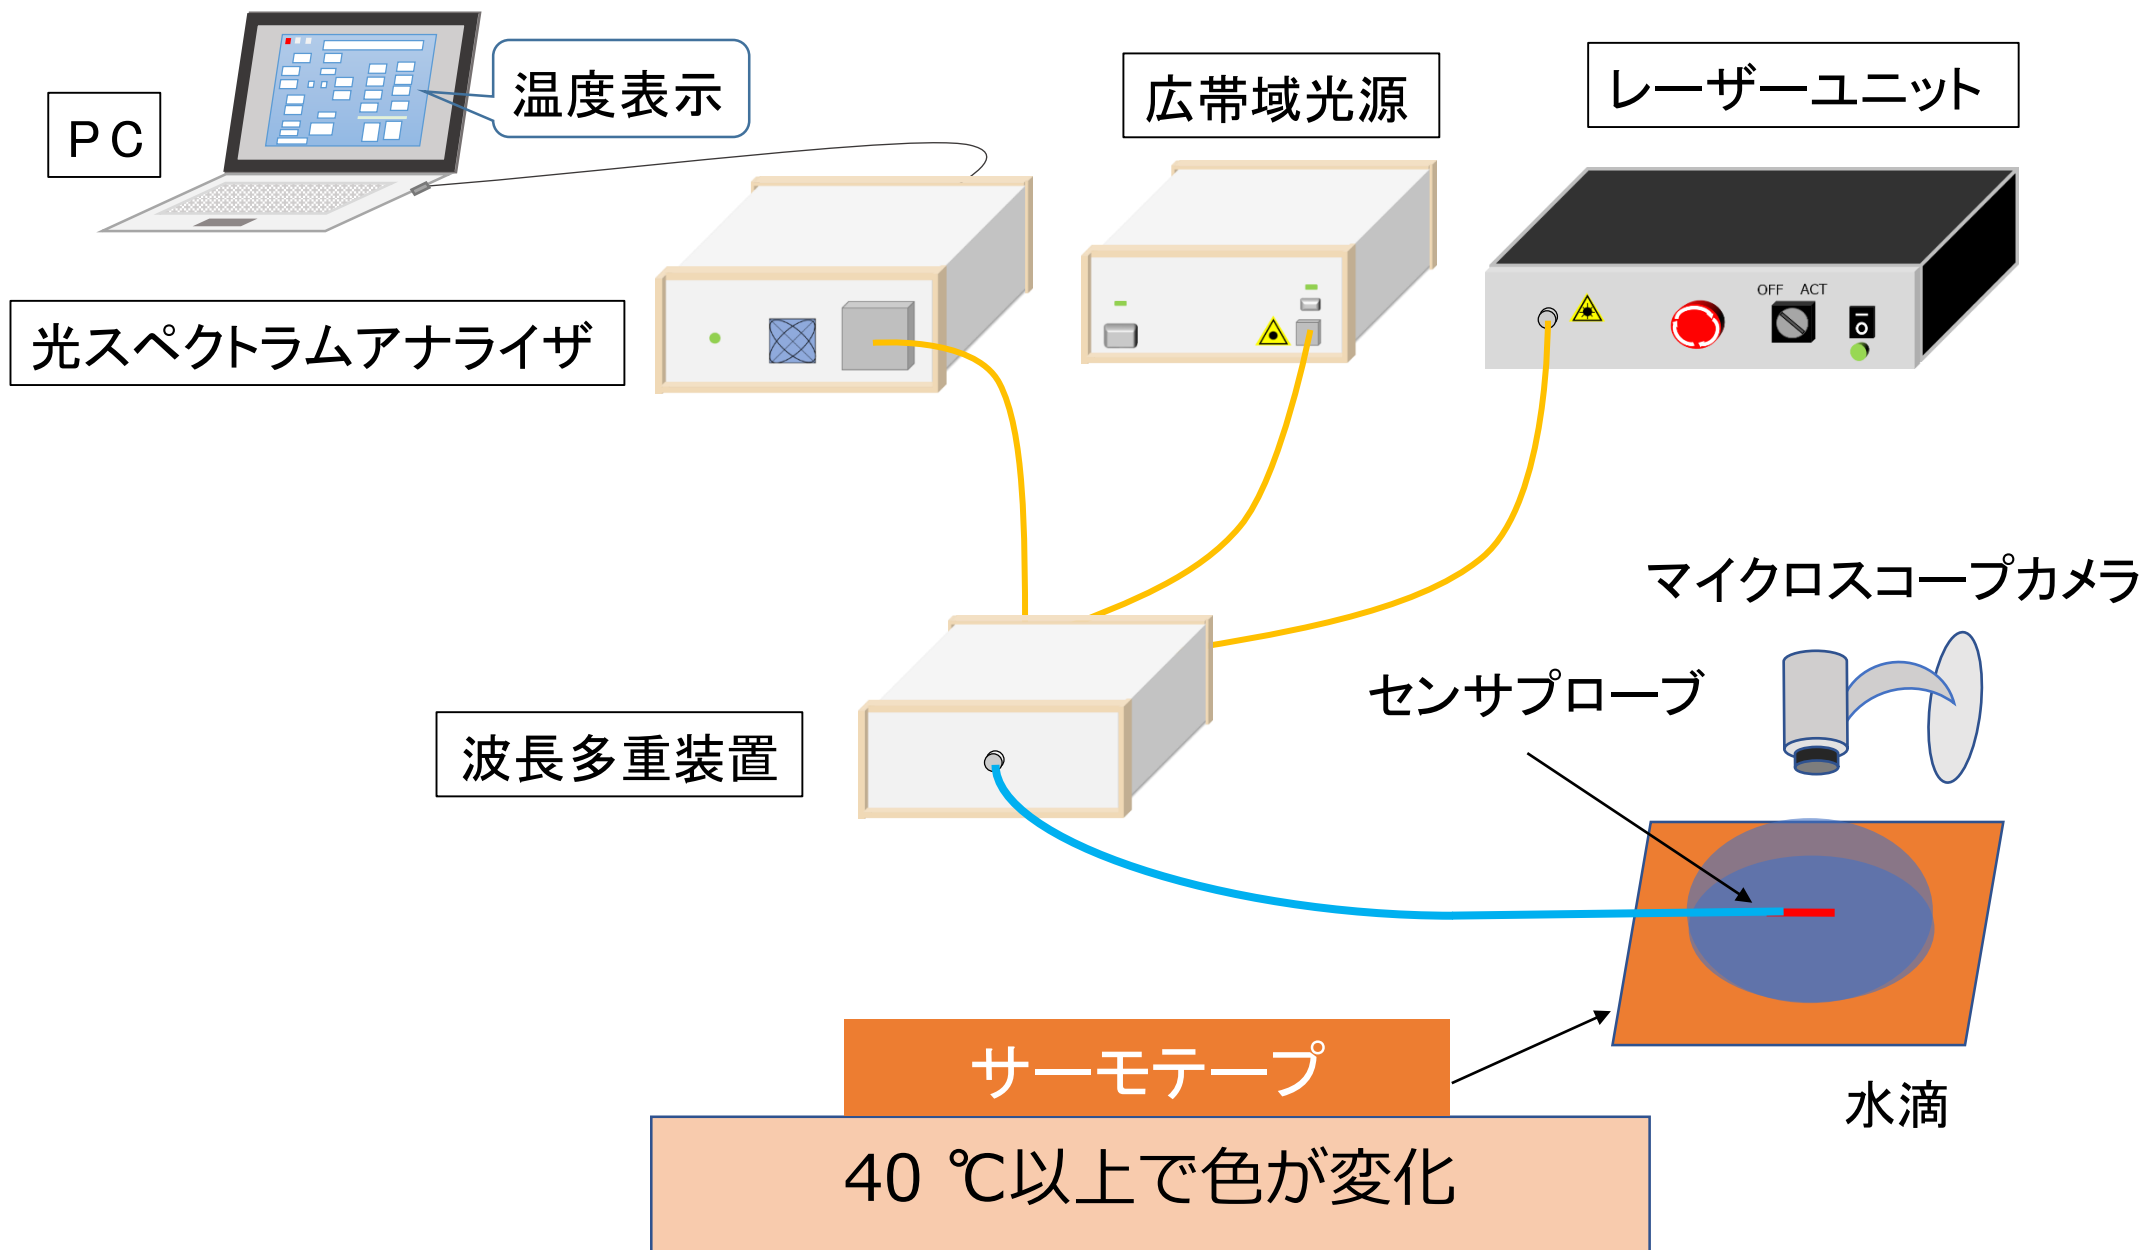 温度表示
PC
広帯域光源
レーザーユニット
光スペクトラムアナライザ
OFF ACT
マイクロスコープカメラ
センサプローブ
波長多重装置
サーモテープ
水滴
40 ℃以上で色が変化